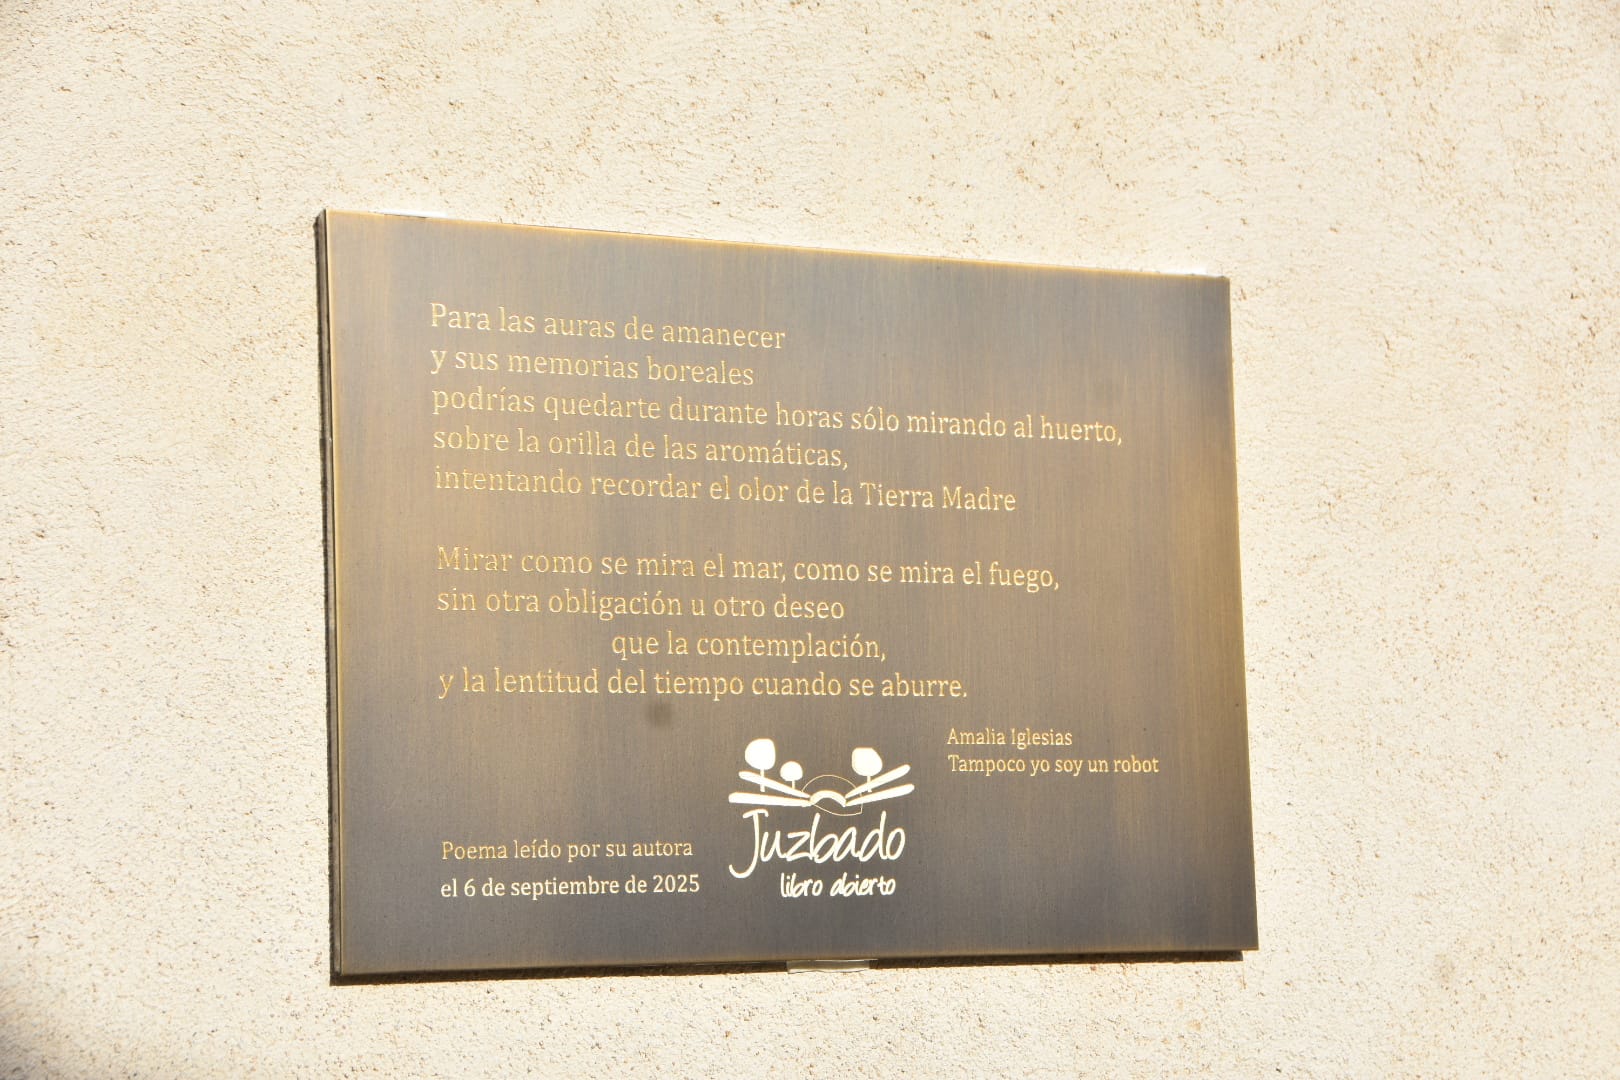 Para las auras de amanecer
y sus memorias boreales
podrías quedarte durante horas sólo mirando al huerto,
sobre la orilla de las aromáticas,
intentando recordar el olor de la Tierra Madre
Mirar como se mira el mar, como se mira el fuego,
sin otra obligación u otro deseo
que la contemplación,
y la lentitud del tiempo cuando se aburre.
Amalia Iglesias
Tampoco yo soy un robot
Poema leído por su autora
el 6 de septiembre de 2025
Juzbado
libro abierto